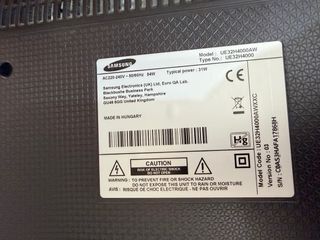 SAMSUNG
Model : UE32H4000AW
Type No.: UE32H4000
AC220-240V ~ 50/60Hz 54W Typical power : 31W
Samsung Electronics (UK) Ltd, Euro QA Lab.
Blackbushe Business Park
Saxony Way, Yateley, Hampshire
GU46 6GG United Kingdom
MADE IN HUNGARY
Hg
CAUTION
RISK OF ELECTRIC SHOCK
DO NOT OPEN
WARNING : TO PREVENT FIRE OR SHOCK HAZARD
DO NOT EXPOSE TO RAIN OR MOISTURE
AVIS : RISQUE DE CHOC ELECTRIQUE - NE PAS OUVRIR
Model Code: UE32H4000AWXXC
Version No : 03